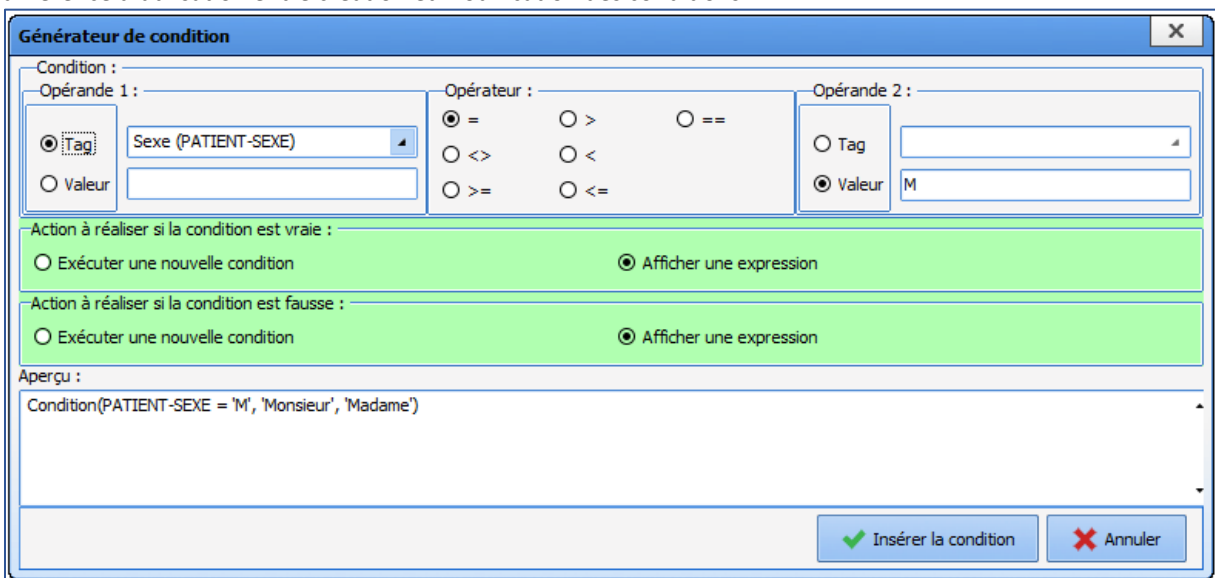 Générateur de condition
Condition :
Opérande 1 :
Tag
Sexe (PATIENT-SEXE)
Valeur
Opérateur :
= > ==
<> <
>= <=
Opérande 2 :
Tag
Valeur M
Action à réaliser si la condition est vraie :
Exécuter une nouvelle condition Afficher une expression
Action à réaliser si la condition est fausse :
Exécuter une nouvelle condition Afficher une expression
Aperçu :
Condition(PATIENT-SEXE = 'M', 'Monsieur', 'Madame')
Insérer la condition Annuler